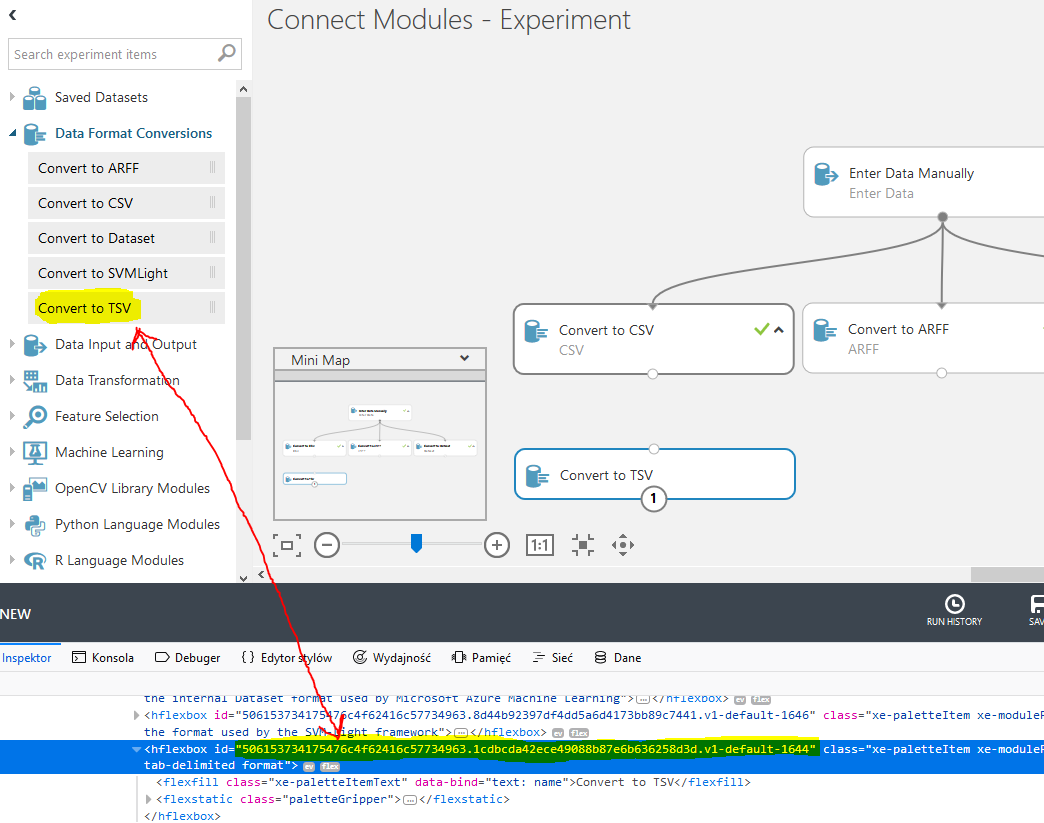 Connect Modules - Experiment
Search experiment items
Saved Datasets
Data Format Conversions
Convert to ARFF
Convert to CSV
Convert to Dataset
Convert to SVMLight
Convert to TSV
Data Input and Output
Data Transformation
Feature Selection
Machine Learning
OpenCV Library Modules
Python Language Modules
R Language Modules
Enter Data Manually
Enter Data
Convert to CSV
CSV
Convert to ARFF
ARFF
Mini Map
Convert to TSV
1
1:1
NEW
RUN HISTORY
SAV
Inspektor
Konsola
Debuger
{} Edytor stylów
Wydajność
Pamięć
Sieć
Dane
the internal Dataset format used by Microsoft Azure Machine Learning">…</hflexbox> ev flex
<hflexbox id="506153734175476c4f62416c57734963.8d44b92397df4dd5a6d4173bb89c7441.v1-default-1646" class="xe-paletteItem xe-moduleP
the format used by the SVM-light framework">…</hflexbox> ev flex
<hflexbox id="506153734175476c4f62416c57734963.1cdbcda42ece49088b87e6b636258d3d.v1-default-1644" class="xe-paletteItem xe-moduleP
tab-delimited format"> ev flex
<flexfill class="xe-paletteItemText" data-bind="text: name">Convert to TSV</flexfill>
<flexstatic class="paletteGripper">…</flexstatic>
</hflexbox>